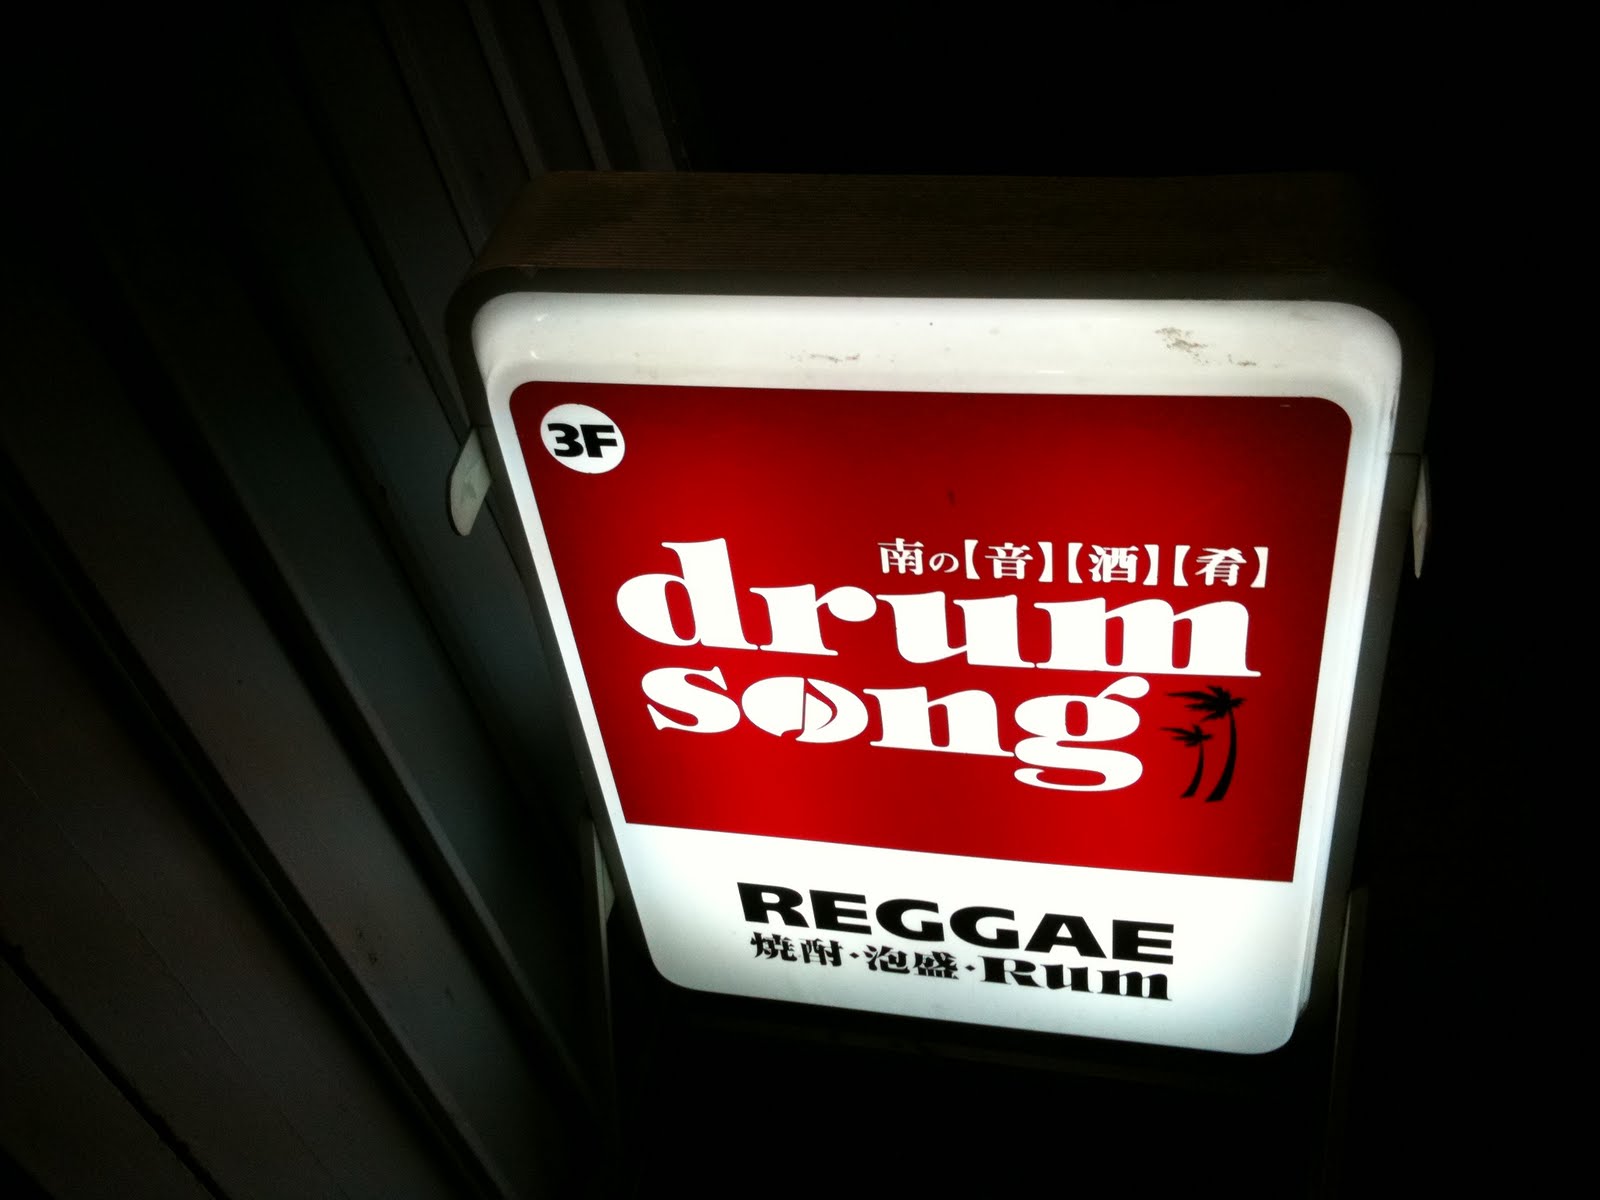 3F
南の【音】【酒】【肴】
drum
song
REGGAE
焼酎・泡盛・Rum